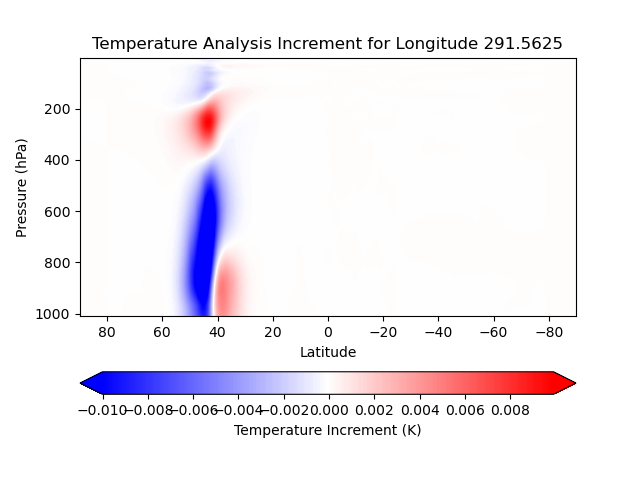 Temperature Analysis Increment for Longitude 291.5625
Pressure (hPa)
200
400
600
800
1000
80 60 40 20 0 −20 −40 −60 −80
Latitude
−0.010 −0.008 −0.006 −0.004 −0.002 0.000 0.002 0.004 0.006 0.008
Temperature Increment (K)